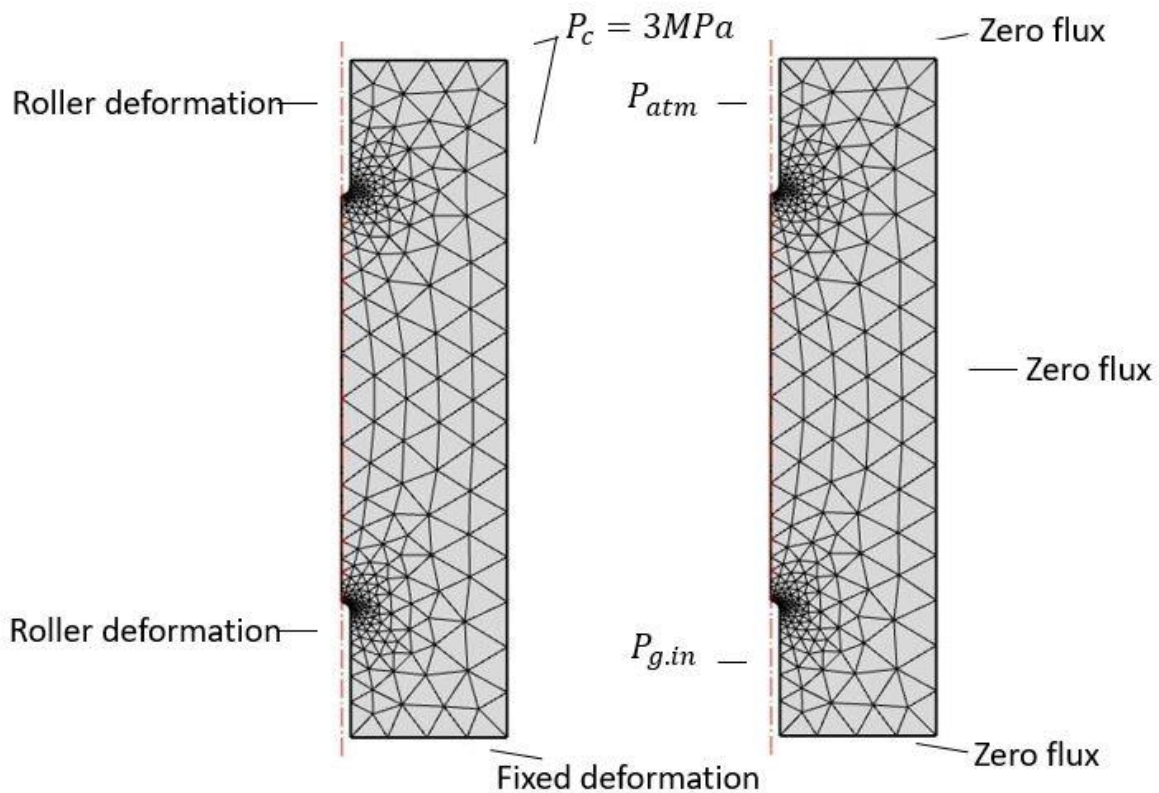 P_c = 3MPa
Zero flux
Roller deformation
P_atm
Zero flux
Roller deformation
P_g.in
Fixed deformation
Zero flux